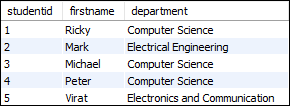 studentid firstname department
1 Ricky Computer Science
2 Mark Electrical Engineering
3 Michael Computer Science
4 Peter Computer Science
5 Virat Electronics and Communication